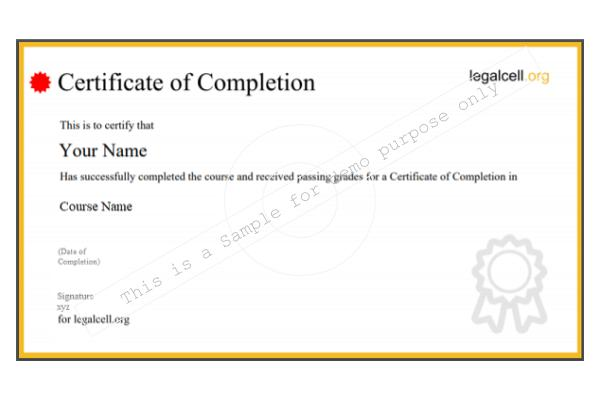 Certificate of Completion
legalcell.org
This is to certify that
Your Name
Has successfully completed the course and received passing grades for a Certificate of Completion in
Course Name
(Date of
Completion)
Signature
xyz
for legalcell.org
This is a Sample for demo purpose only